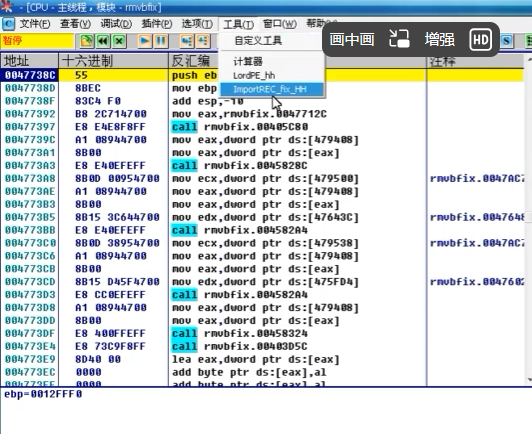 - [CPU - 主线程, 模块 - rmvbfix]
C 文件(F) 查看(V) 调试(D) 插件(P) 选项(T) 工具(T) 窗口(W) 帮助
暂停
画中画 增强 HD
自定义工具
计算器
LordPE_hh
ImportREC_fix_HH
地址 十六进制 反汇编 注释
0047738C 55 push eb
0047738D 8BEC mov ebp
0047738F 83C4 F0 add esp,-10
00477392 B8 2C714700 mov eax,rmvbfix.0047712C
00477397 E8 E4E8F8FF call rmvbfix.00405C80
0047739C A1 08944700 mov eax,dword ptr ds:[479408]
004773A1 8B00 mov eax,dword ptr ds:[eax]
004773A3 E8 E40EFEFF call rmvbfix.0045828C
004773A8 8B0D 00954700 mov ecx,dword ptr ds:[479500] rmvbfix.0047AC7
004773AE A1 08944700 mov eax,dword ptr ds:[479408]
004773B3 8B00 mov eax,dword ptr ds:[eax]
004773B5 8B15 3C644700 mov edx,dword ptr ds:[47643C] rmvbfix.0047648
004773BB E8 E40EFEFF call rmvbfix.004582A4
004773C0 8B0D 38954700 mov ecx,dword ptr ds:[479538] rmvbfix.0047AC7
004773C6 A1 08944700 mov eax,dword ptr ds:[479408]
004773CB 8B00 mov eax,dword ptr ds:[eax]
004773CD 8B15 D45F4700 mov edx,dword ptr ds:[475FD4] rmvbfix.0047602
004773D3 E8 CC0EFEFF call rmvbfix.004582A4
004773D8 A1 08944700 mov eax,dword ptr ds:[479408]
004773DD 8B00 mov eax,dword ptr ds:[eax]
004773DF E8 400FFEFF call rmvbfix.00458324
004773E4 E8 73C9F8FF call rmvbfix.00403D5C
004773E9 8D40 00 lea eax,dword ptr ds:[eax]
004773EC 0000 add byte ptr ds:[eax],al
004773EE 0000 add byte ptr ds:[eax],al
ebp=0012FFF0